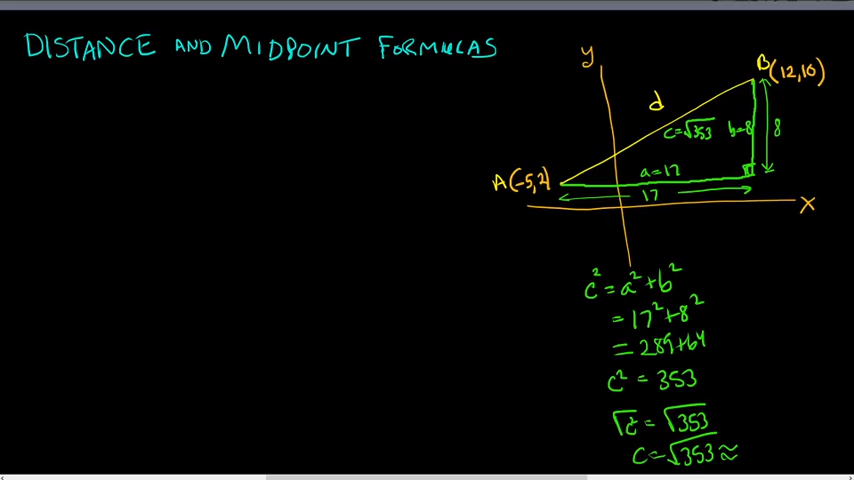 DISTANCE AND MIDPOINT FORMULAS
y
B(12,10)
d
c=√353
b=8
8
A(-5,2)
a=17
17
X
c²=a²+b²
=17²+8²
=289+64
c²=353
√c²=√353
c=√353≈